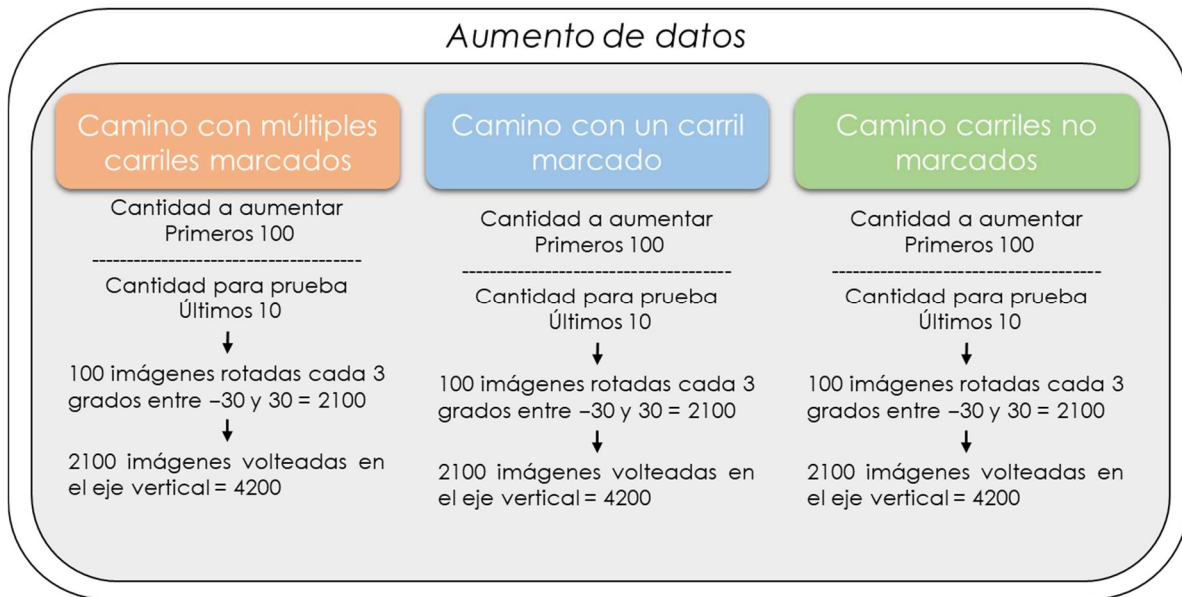 Aumento de datos
Camino con múltiples
carriles marcados
Cantidad a aumentar
Primeros 100
---------------------------------------
Cantidad para prueba
Últimos 10
100 imágenes rotadas cada 3
grados entre –30 y 30 = 2100
2100 imágenes volteadas en
el eje vertical = 4200
Camino con un carril
marcado
Cantidad a aumentar
Primeros 100
---------------------------------------
Cantidad para prueba
Últimos 10
100 imágenes rotadas cada 3
grados entre –30 y 30 = 2100
2100 imágenes volteadas en
el eje vertical = 4200
Camino carriles no
marcados
Cantidad a aumentar
Primeros 100
---------------------------------------
Cantidad para prueba
Últimos 10
100 imágenes rotadas cada 3
grados entre –30 y 30 = 2100
2100 imágenes volteadas en
el eje vertical = 4200